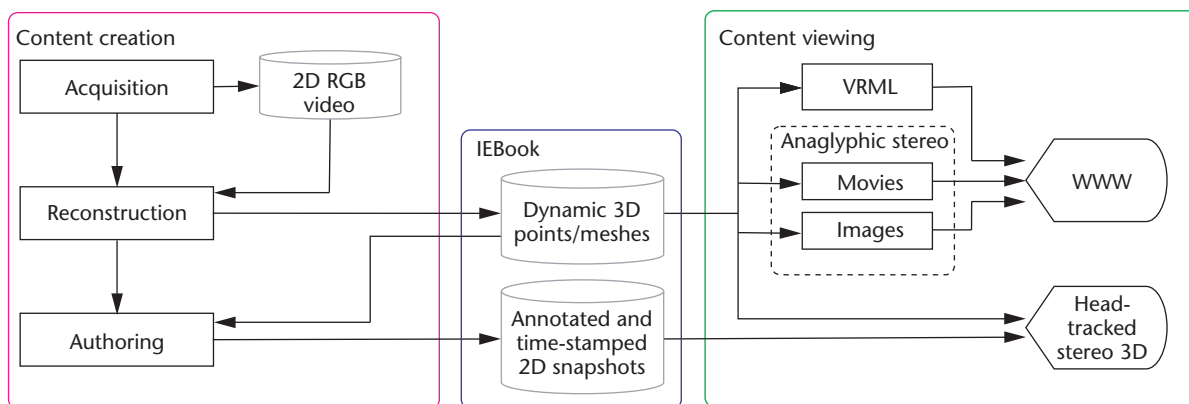 Content creation
Acquisition
2D RGB
video
Reconstruction
Authoring
IEBook
Dynamic 3D
points/meshes
Annotated and
time-stamped
2D snapshots
Content viewing
VRML
Anaglyphic stereo
Movies
Images
WWW
Head-
tracked
stereo 3D